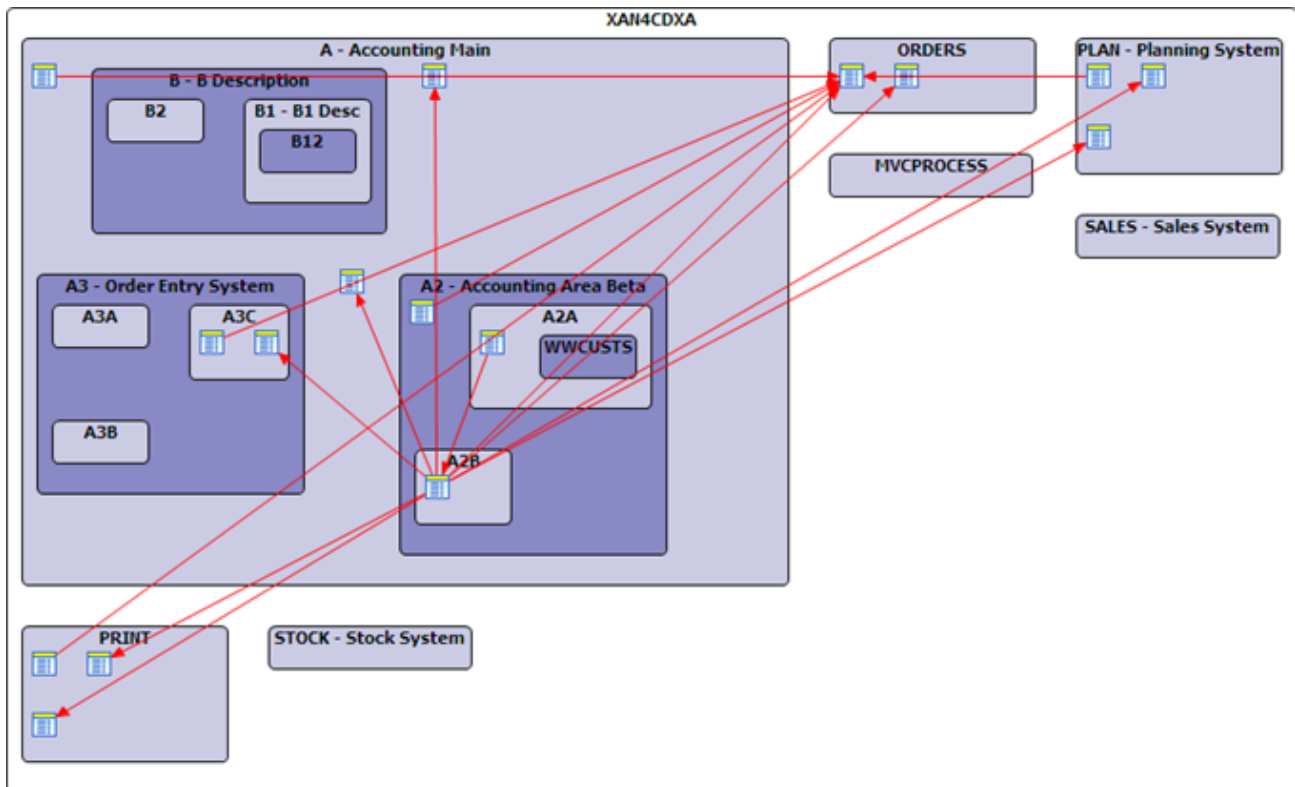 XAN4CDXA
A - Accounting Main
ORDERS
PLAN - Planning System
B - B Description
B2
B1 - B1 Desc
B12
MVCPROCESS
SALES - Sales System
A3 - Order Entry System
A2 - Accounting Area Beta
A3A
A3C
A2A
WWCUSTS
A3B
A2B
PRINT
STOCK - Stock System